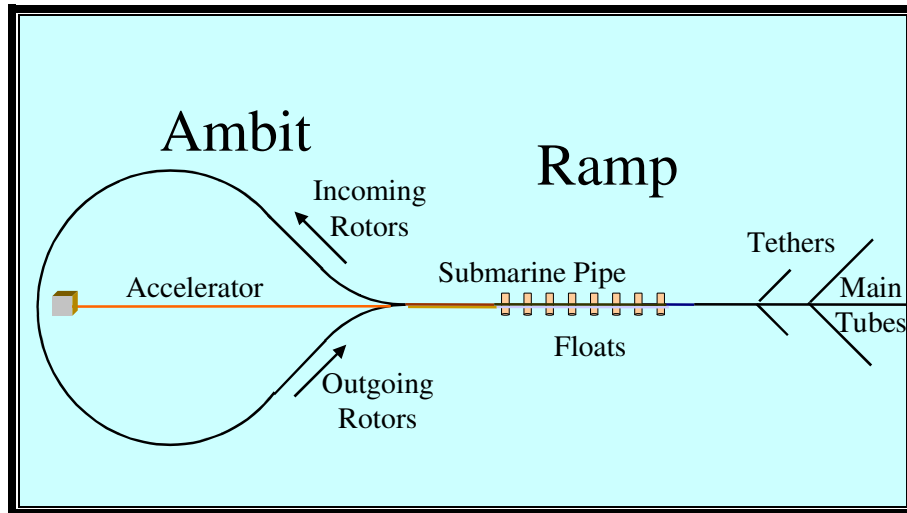 Ambit
Ramp
Incoming
Rotors
Tethers
Accelerator
Submarine Pipe
Main
Tubes
Floats
Outgoing
Rotors